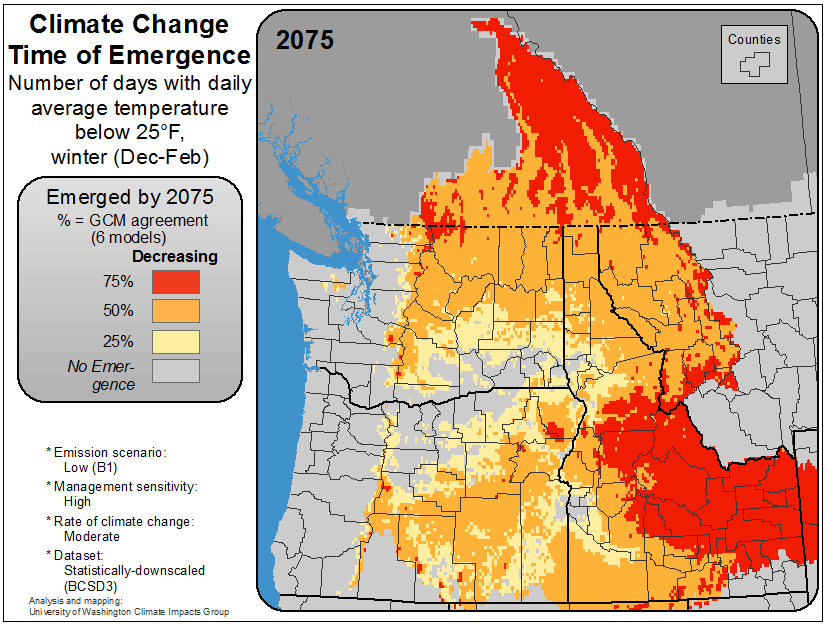 Climate Change
Time of Emergence
Number of days with daily
average temperature
below 25°F,
winter (Dec-Feb)
Emerged by 2075
% = GCM agreement
(6 models)
Decreasing
75%
50%
25%
No Emer-
gence
* Emission scenario:
Low (B1)
* Management sensitivity:
High
* Rate of climate change:
Moderate
* Dataset:
Statistically-downscaled
(BCSD3)
Analysis and mapping:
University of Washington Climate Impacts Group
2075
Counties